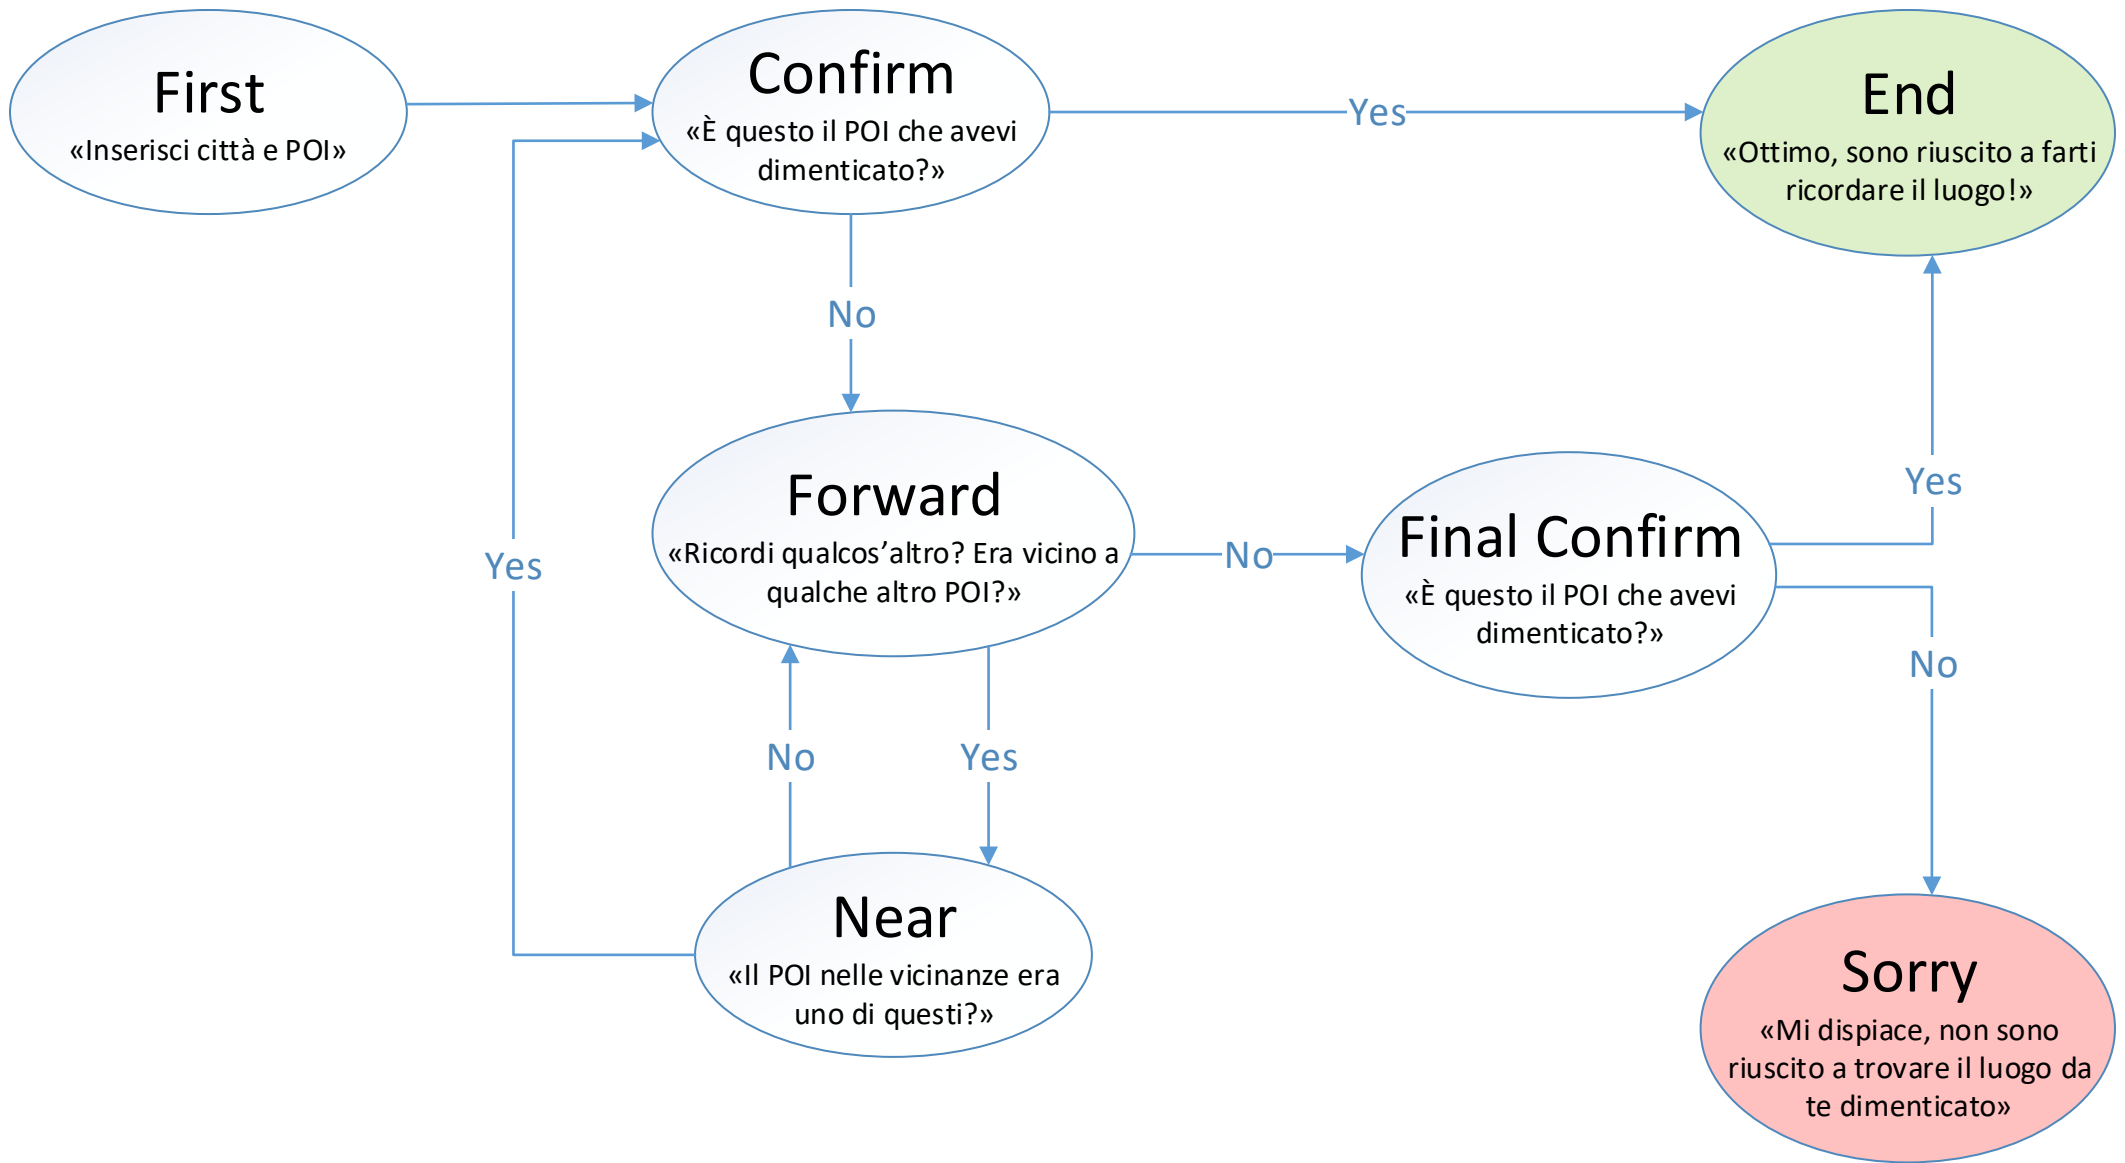 First
«Inserisci città e POI»
Confirm
«È questo il POI che avevi
dimenticato?»
Yes
End
«Ottimo, sono riuscito a farti
ricordare il luogo!»
No
Forward
«Ricordi qualcos’altro? Era vicino a
qualche altro POI?»
No
Final Confirm
«È questo il POI che avevi
dimenticato?»
Yes
No
Yes
No
Yes
Near
«Il POI nelle vicinanze era
uno di questi?»
Sorry
«Mi dispiace, non sono
riuscito a trovare il luogo da
te dimenticato»